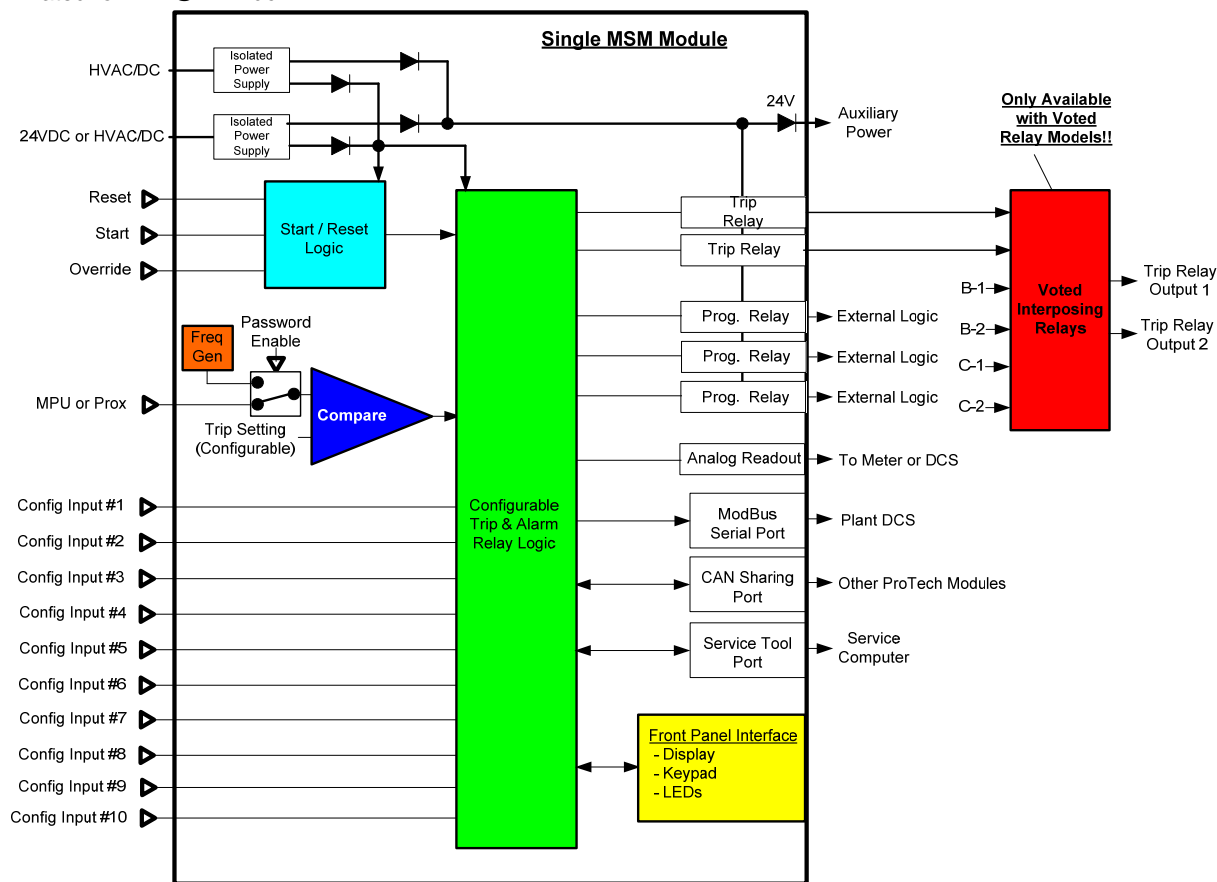 Single MSM Module
HVAC/DC
Isolated
Power
Supply
24VDC or HVAC/DC
Isolated
Power
Supply
24V
Auxiliary
Power
Only Available
with Voted
Relay Models!!
Reset
Start
Override
Start / Reset
Logic
Trip
Relay
Trip Relay
B-1
B-2
C-1
C-2
Voted
Interposing
Relays
Trip Relay
Output 1
Trip Relay
Output 2
Prog. Relay
External Logic
Prog. Relay
External Logic
Prog. Relay
External Logic
Freq
Gen
Password
Enable
MPU or Prox
Trip Setting
(Configurable)
Compare
Analog Readout
To Meter or DCS
Configurable
Trip & Alarm
Relay Logic
Config Input #1
Config Input #2
Config Input #3
Config Input #4
Config Input #5
Config Input #6
Config Input #7
Config Input #8
Config Input #9
Config Input #10
ModBus
Serial Port
Plant DCS
CAN Sharing
Port
Other ProTech Modules
Service Tool
Port
Service
Computer
Front Panel Interface
- Display
- Keypad
- LEDs